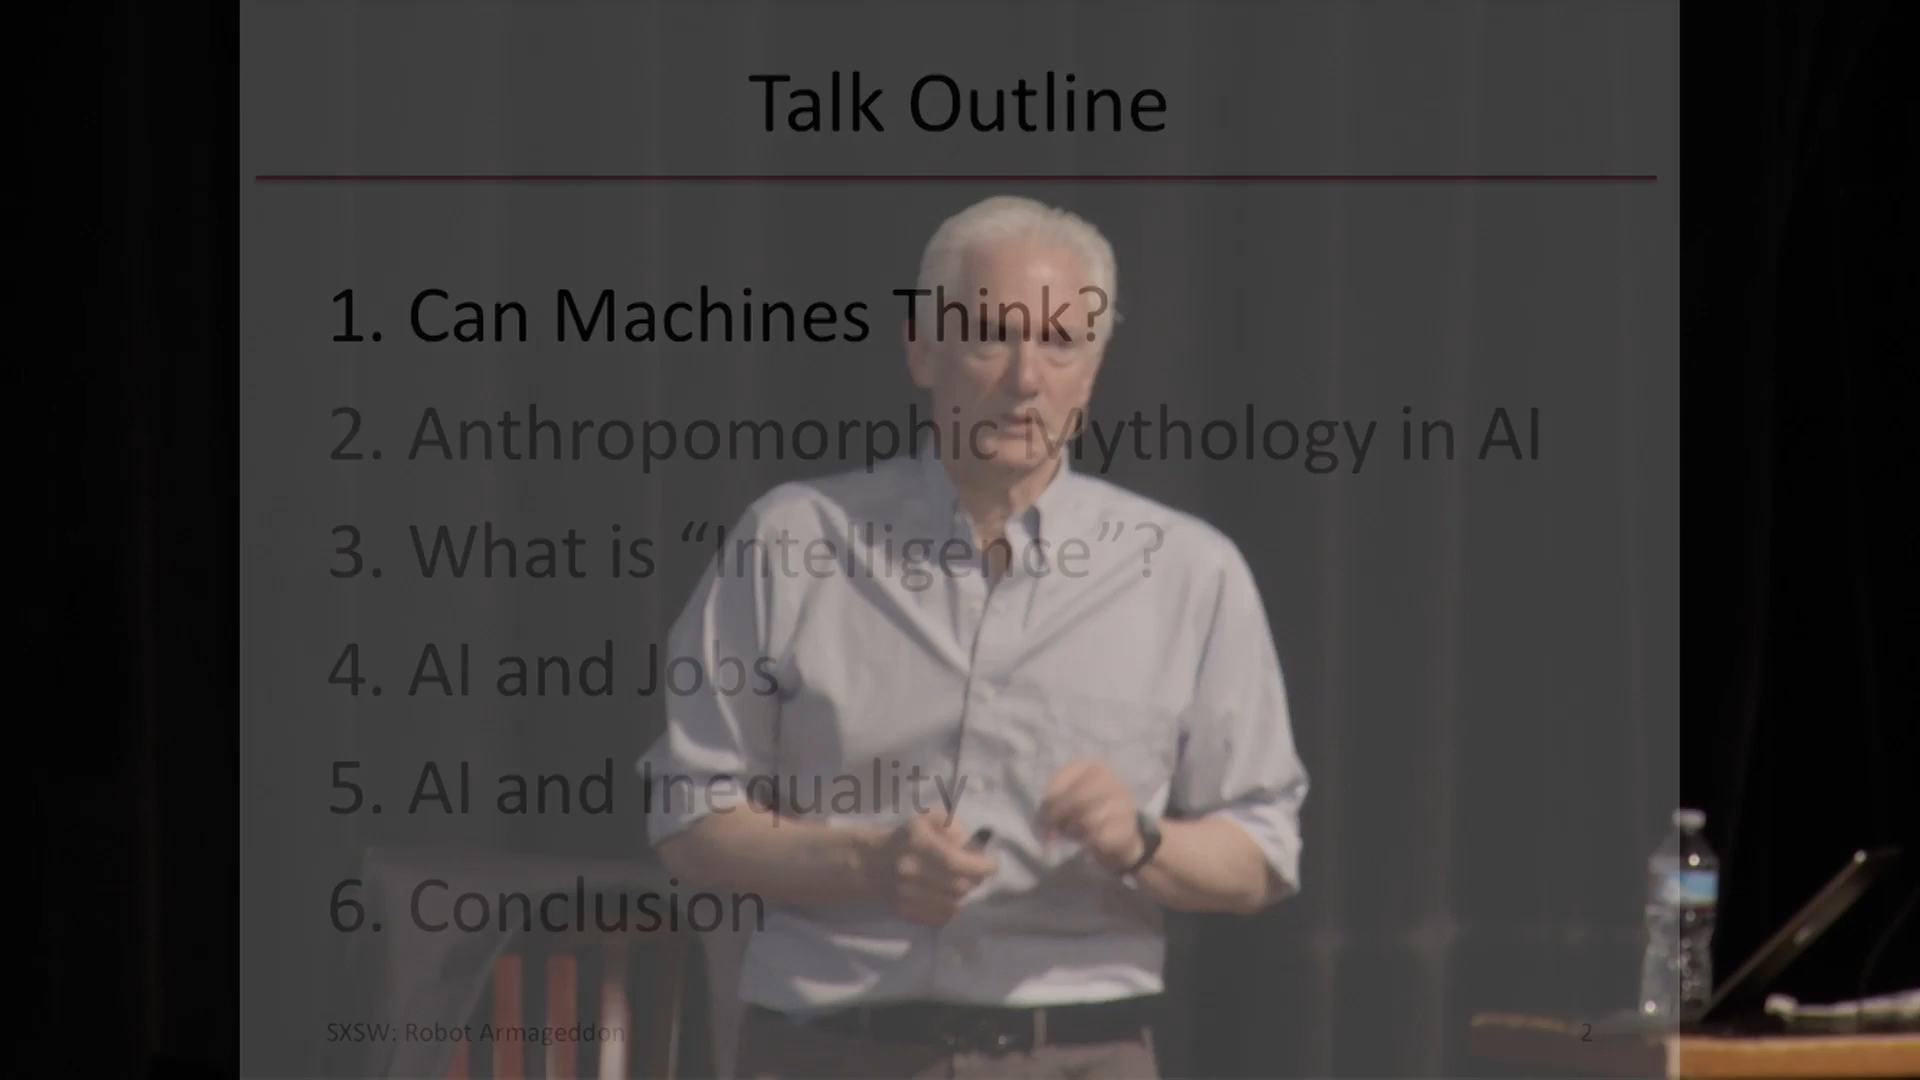 Talk Outline
1. Can Machines Think?
2. Anthropomorphic Mythology in AI
3. What is “Intelligence”?
4. AI and Jobs
5. AI and Inequality
6. Conclusion
SXSW: Robot Armageddon
2